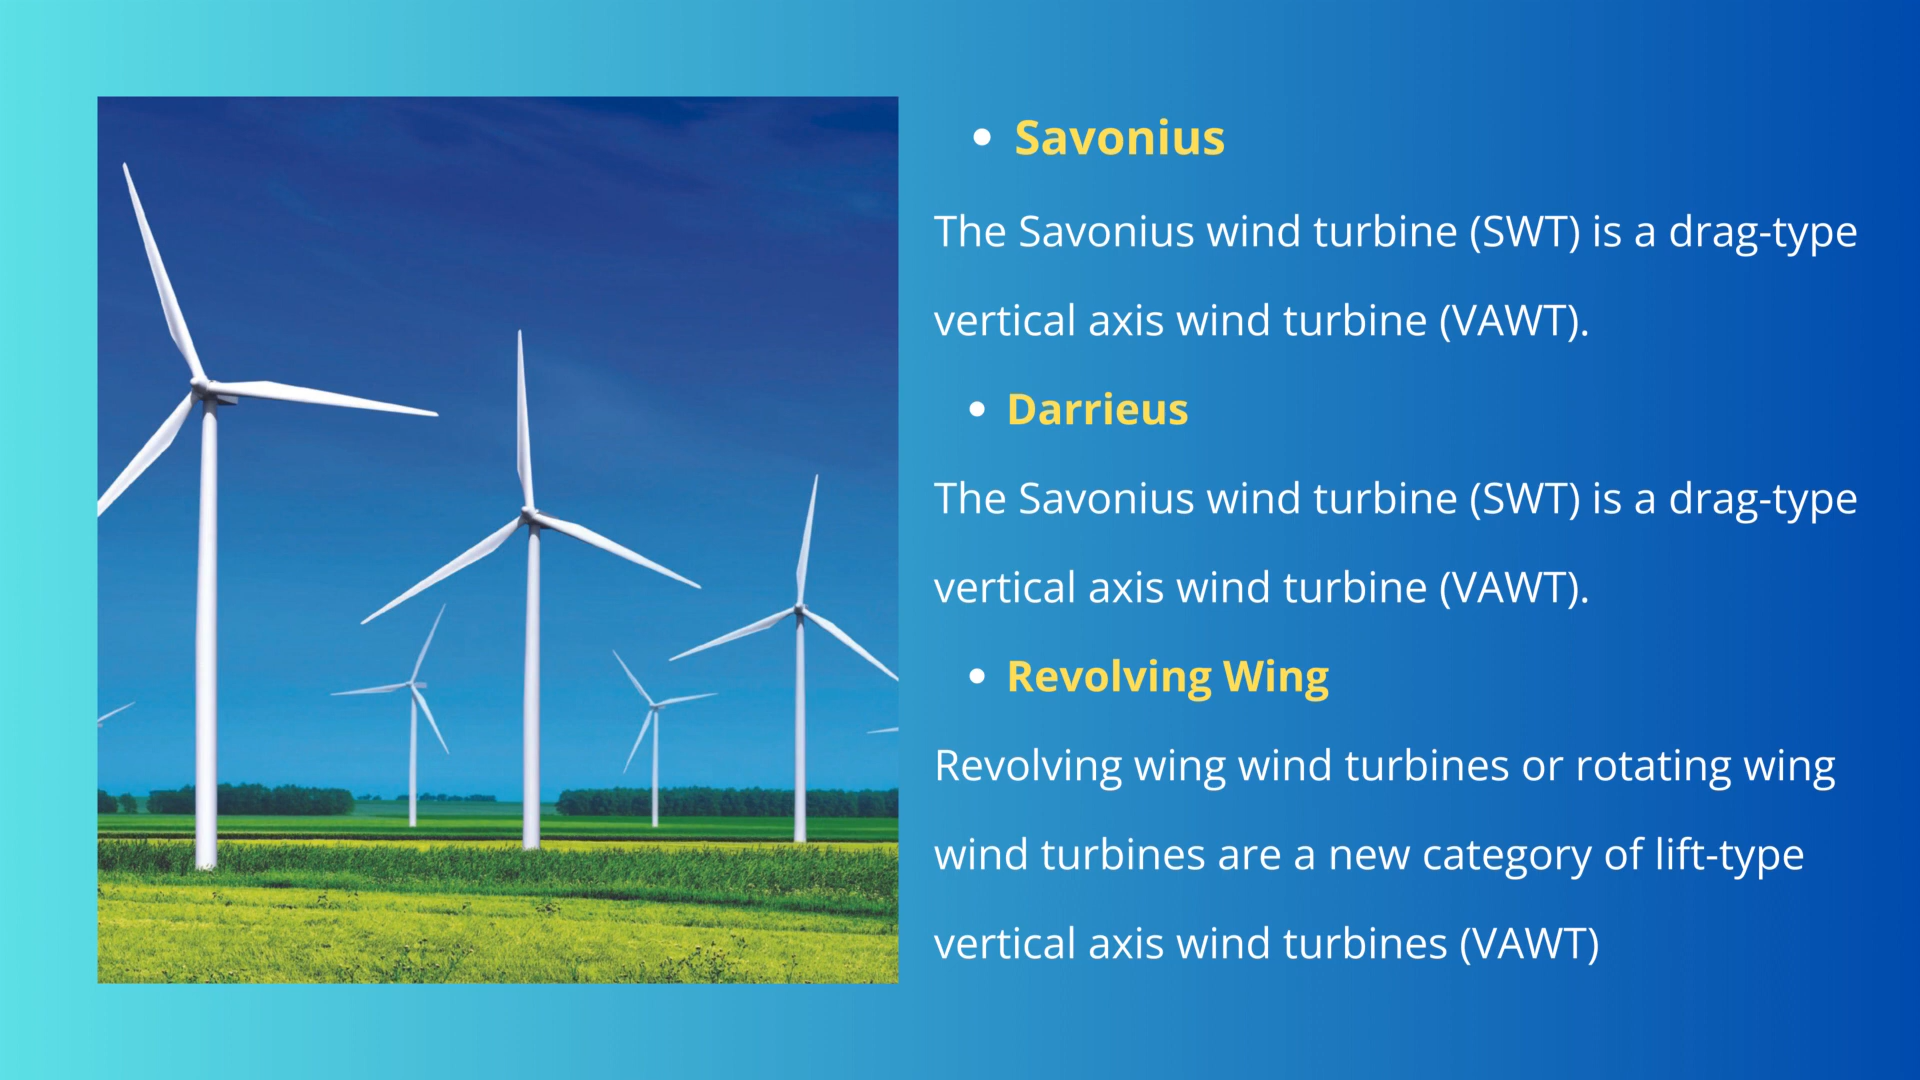 • Savonius
The Savonius wind turbine (SWT) is a drag-type
vertical axis wind turbine (VAWT).
• Darrieus
The Savonius wind turbine (SWT) is a drag-type
vertical axis wind turbine (VAWT).
• Revolving Wing
Revolving wing wind turbines or rotating wing
wind turbines are a new category of lift-type
vertical axis wind turbines (VAWT)